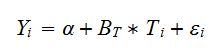 Yᵢ = α + B_T * Tᵢ + εᵢ